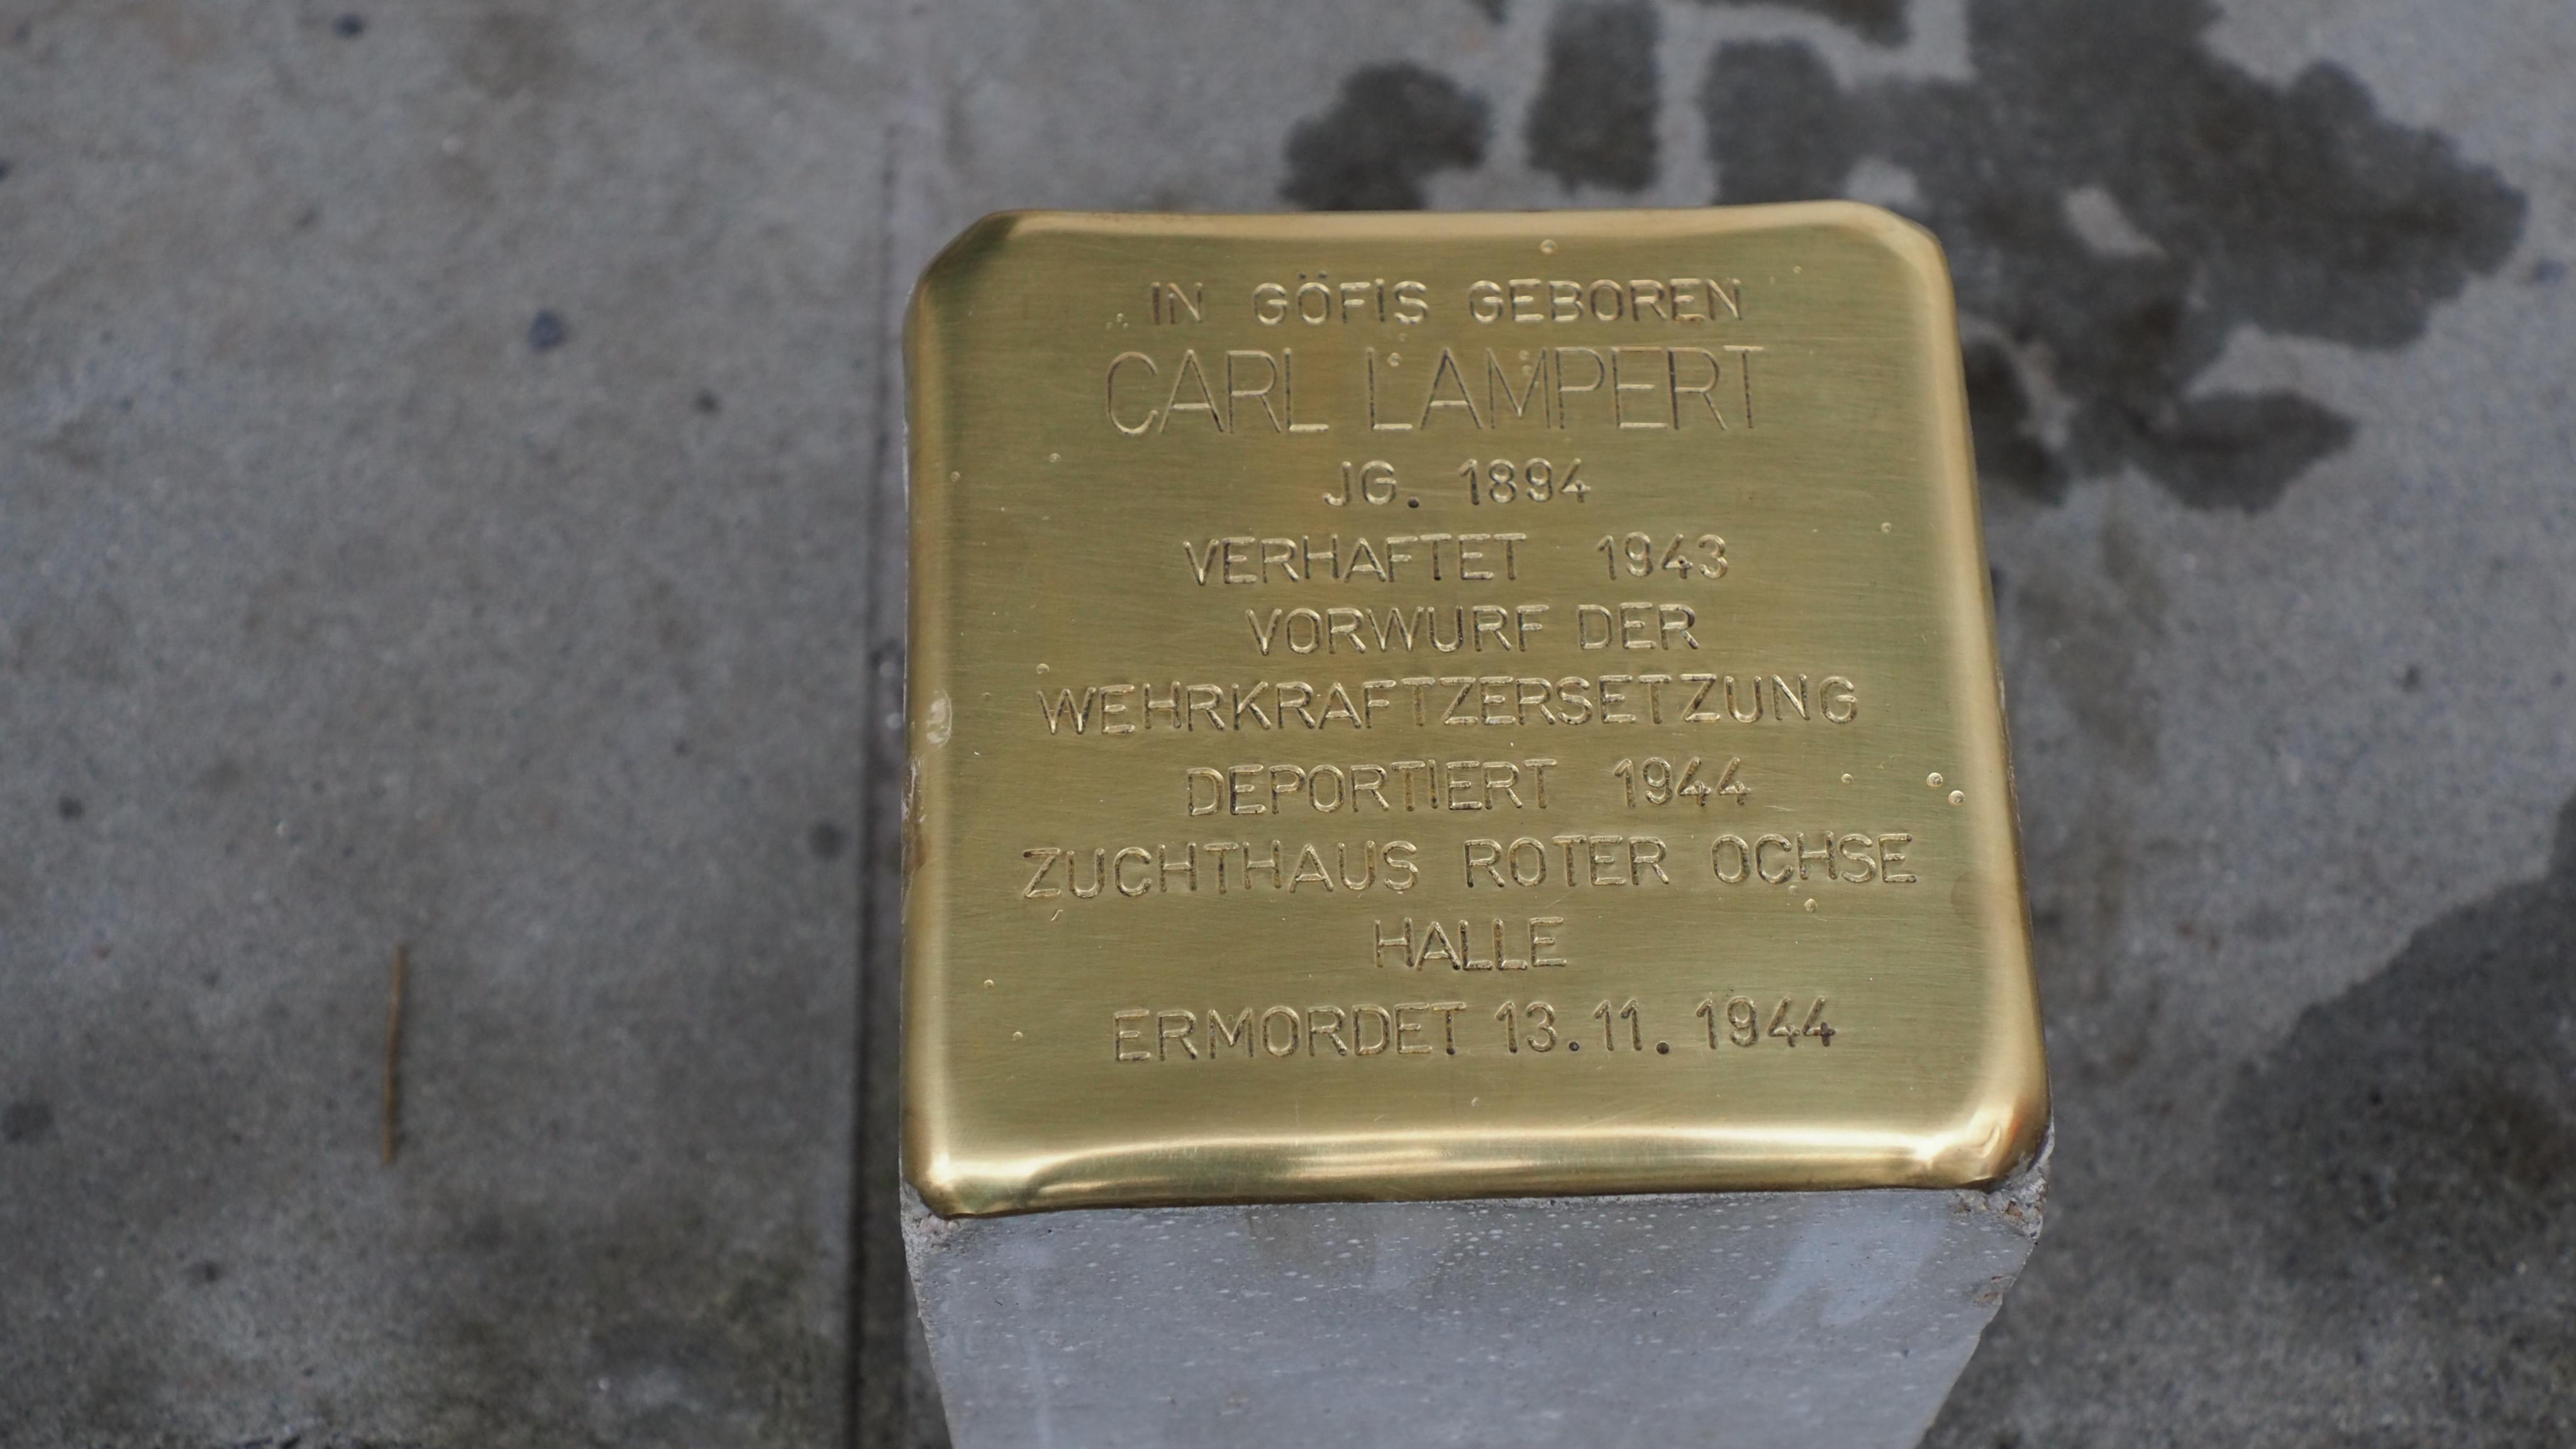 IN GÖFIS GEBOREN
CARL LAMPERT
JG. 1894
VERHAFTET 1943
VORWURF DER
WEHRKRAFTZERSETZUNG
DEPORTIERT 1944
ZUCHTHAUS ROTER OCHSE
HALLE
ERMORDET 13.11.1944